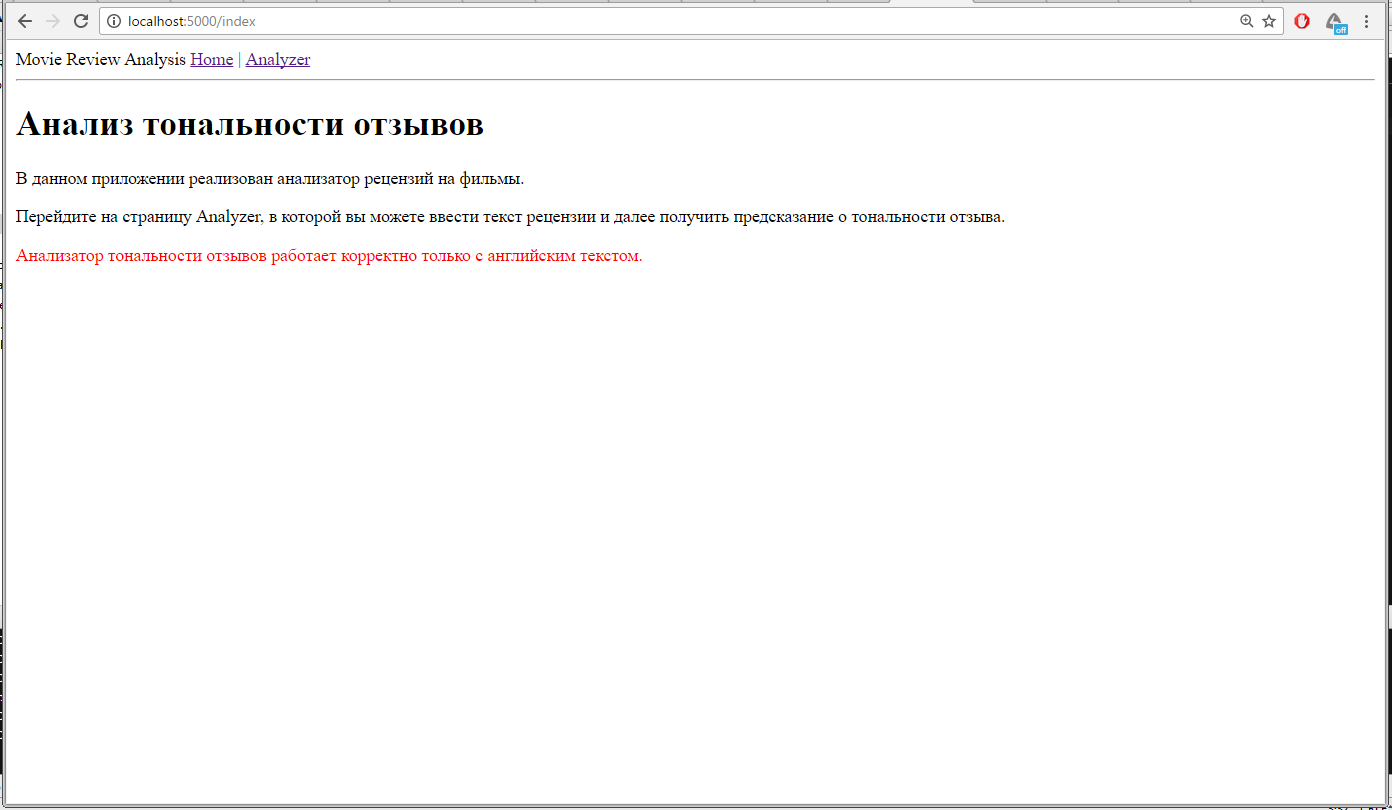 localhost:5000/index
off
Movie Review Analysis Home | Analyzer
Анализ тональности отзывов
В данном приложении реализован анализатор рецензий на фильмы.
Перейдите на страницу Analyzer, в которой вы можете ввести текст рецензии и далее получить предсказание о тональности отзыва.
Анализатор тональности отзывов работает корректно только с английским текстом.